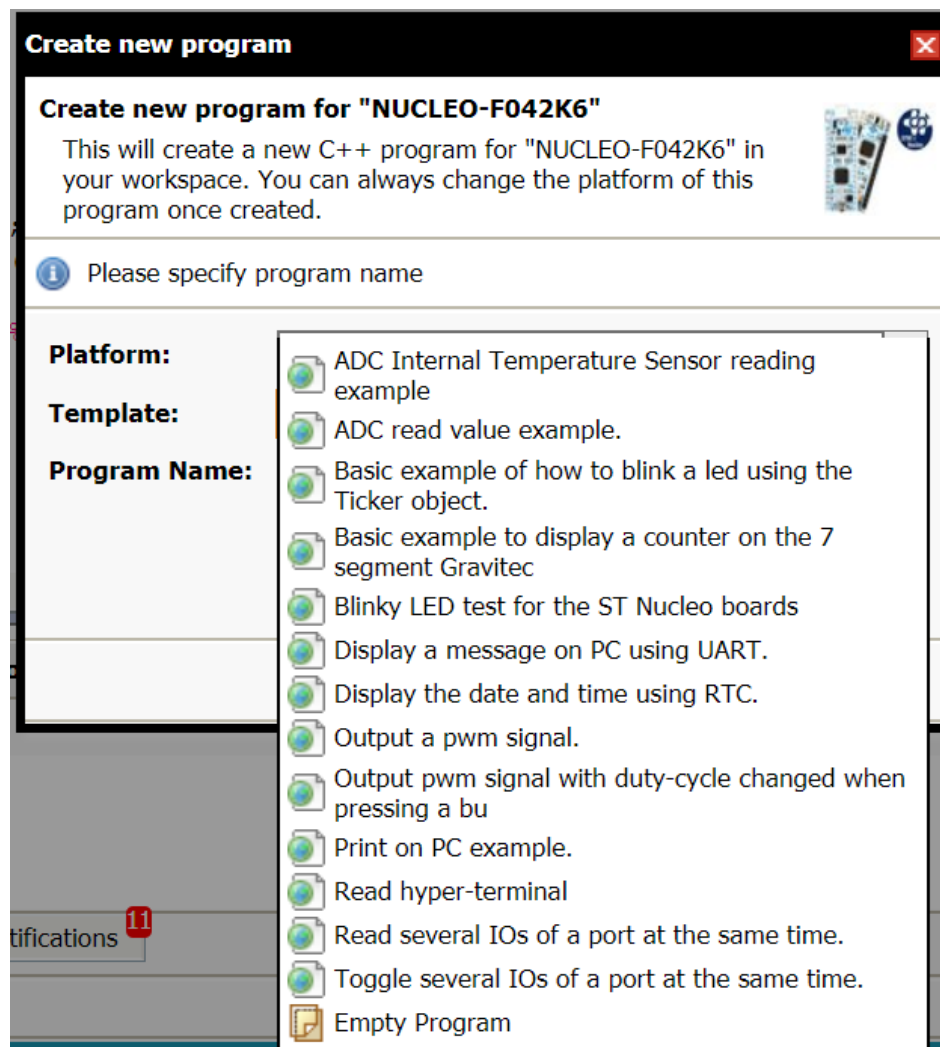 Create new program
Create new program for "NUCLEO-F042K6"
This will create a new C++ program for "NUCLEO-F042K6" in
your workspace. You can always change the platform of this
program once created.
Please specify program name
Platform:
Template:
Program Name:
ADC Internal Temperature Sensor reading
example
ADC read value example.
Basic example of how to blink a led using the
Ticker object.
Basic example to display a counter on the 7
segment Gravitec
Blinky LED test for the ST Nucleo boards
Display a message on PC using UART.
Display the date and time using RTC.
Output a pwm signal.
Output pwm signal with duty-cycle changed when
pressing a bu
Print on PC example.
Read hyper-terminal
Read several IOs of a port at the same time.
Toggle several IOs of a port at the same time.
Empty Program
tifications 11